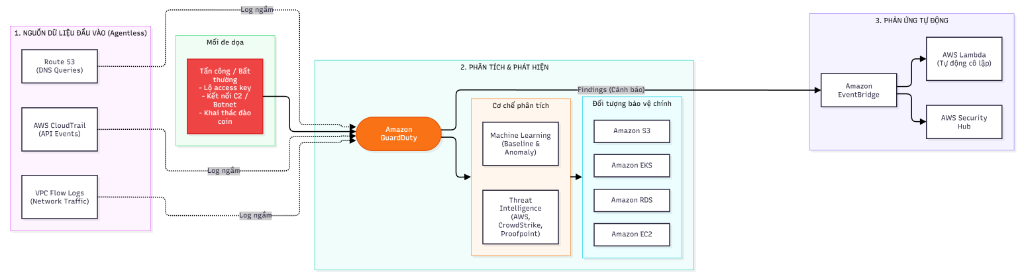 1. NGUỒN DỮ LIỆU ĐẦU VÀO (Agentless)
Route 53
(DNS Queries)
AWS CloudTrail
(API Events)
VPC Flow Logs
(Network Traffic)
Log ngầm
Log ngầm
Log ngầm
Mối đe dọa
Tấn công / Bất
thường
- Lộ access key
- Kết nối C2 /
Botnet
- Khai thác đào
coin
2. PHÂN TÍCH & PHÁT HIỆN
Amazon
GuardDuty
Findings (Cảnh báo)
Cơ chế phân tích
Machine Learning
(Baseline &
Anomaly)
Threat
Intelligence
(AWS,
CrowdStrike,
Proofpoint)
Đối tượng bảo vệ chính
Amazon S3
Amazon EKS
Amazon RDS
Amazon EC2
3. PHẢN ỨNG TỰ ĐỘNG
Amazon
EventBridge
AWS Lambda
(Tự động cô lập)
AWS Security
Hub